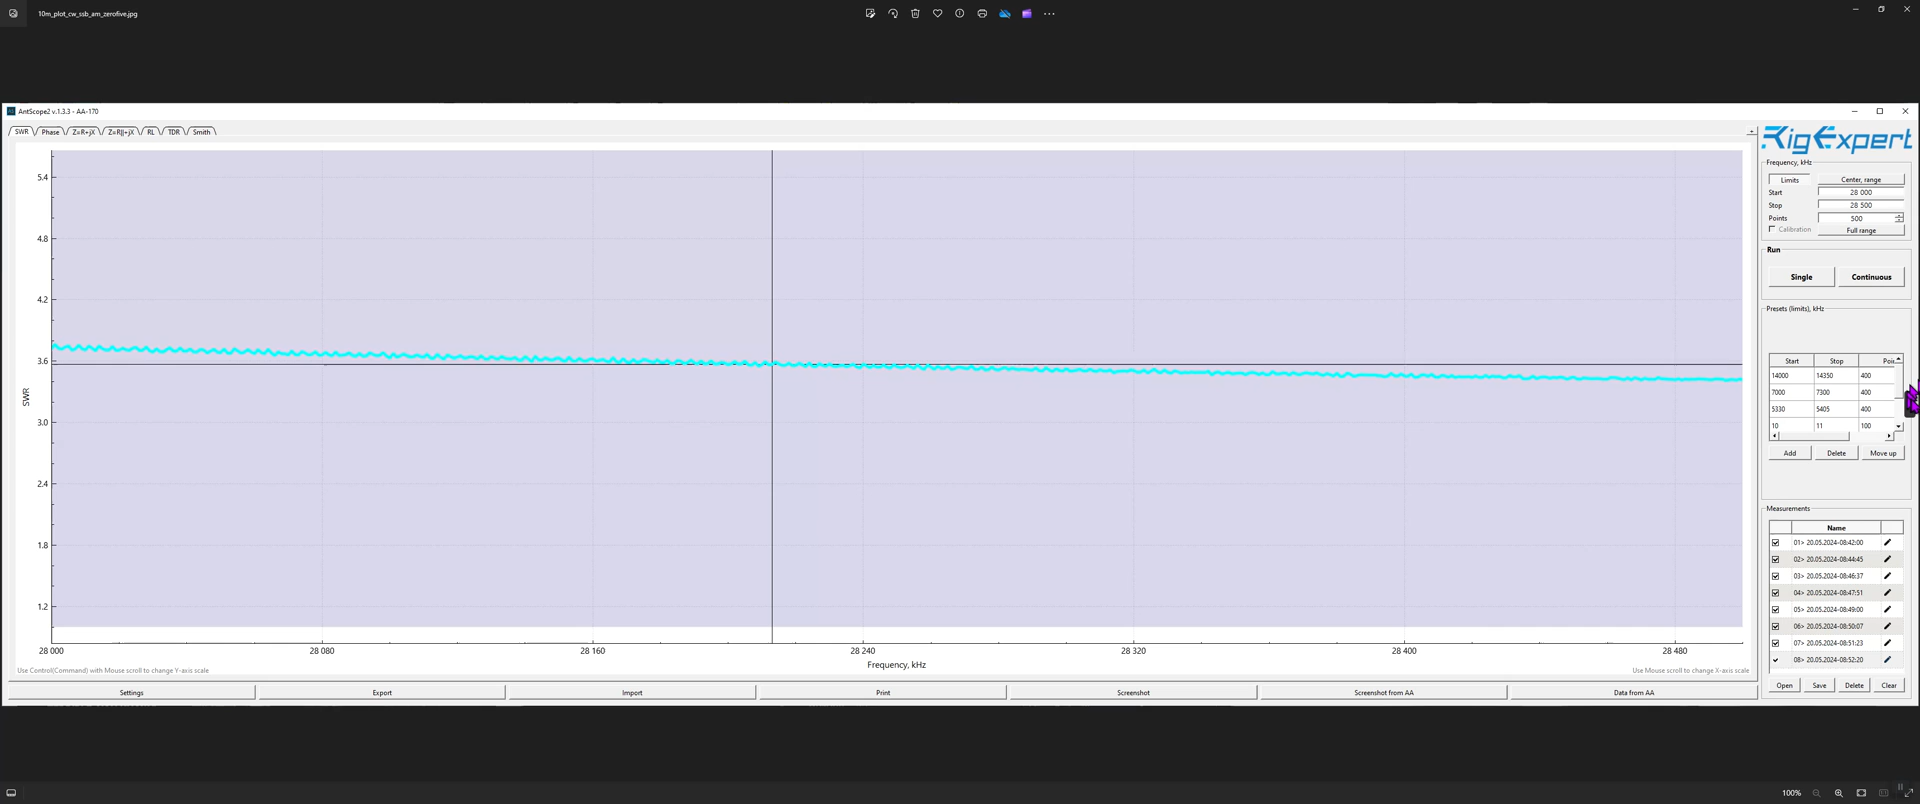 10m_plot_cw_ssb_am_zerofive.jpg
AntScope2 v.1.3.3 - AA-170
SWR Phase Z=R+jX Z=R||+jX RL TDR Smith
RigExpert
Frequency, kHz
Limits Center, range
Start 28 000
Stop 28 500
Points 500
Calibration Full range
Run
Single Continuous
Presets (limits), kHz
Start Stop Poi
14000 14350 400
7000 7300 400
5330 5405 400
10 11 100
Add Delete Move up
Measurements
Name
01> 20.05.2024-08:42:00
02> 20.05.2024-08:44:45
03> 20.05.2024-08:46:37
04> 20.05.2024-08:47:51
05> 20.05.2024-08:49:00
06> 20.05.2024-08:50:07
07> 20.05.2024-08:51:23
08> 20.05.2024-08:52:20
Open Save Delete Clear
5.4
4.8
4.2
3.6
3.0
2.4
1.8
1.2
SWR
28 000 28 080 28 160 28 240 28 320 28 400 28 480
Frequency, kHz
Use Control(Command) with Mouse scroll to change Y-axis scale
Use Mouse scroll to change X-axis scale
Settings Export Import Print Screenshot Screenshot from AA Data from AA
100%